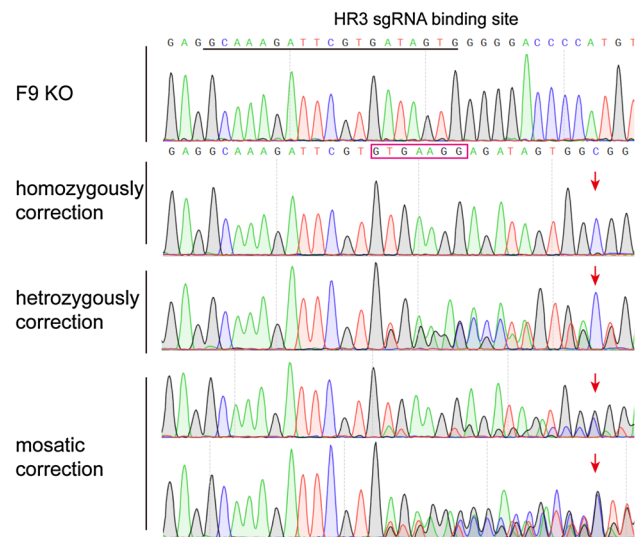 HR3 sgRNA binding site
G A G G C A A A G A T T C G T G A T A G T G G G G G A C C C C A T G T
F9 KO
G A G G C A A A G A T T C G T G T G A A G G A G A T A G T G G C G G
homozygously
correction
hetrozygously
correction
mosatic
correction